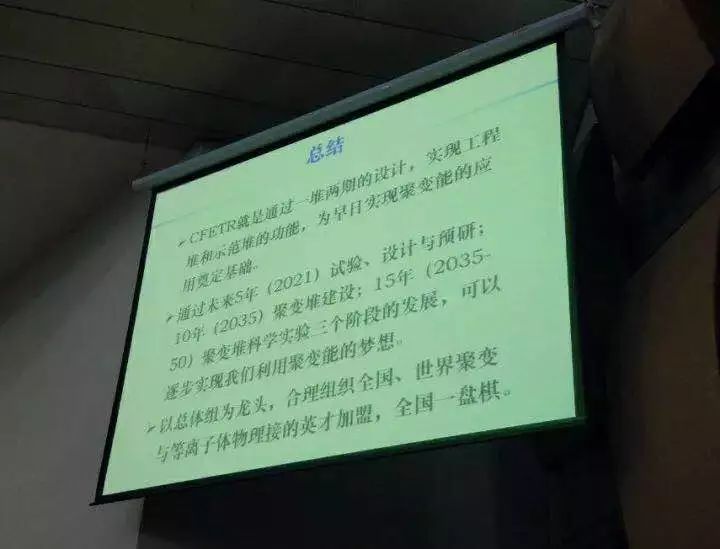 总结
➢ CFETR就是通过一堆两期的设计，实现工程
堆和示范堆的功能，为早日实现聚变能的应
用奠定基础。
➢ 通过未来5年（2021）试验、设计与预研；
10年（2035）聚变堆建设；15年（2035-
50）聚变堆科学实验三个阶段的发展，可以
逐步实现我们利用聚变能的梦想。
➢ 以总体组为龙头，合理组织全国、世界聚变
与等离子体物理接的英才加盟，全国一盘棋。